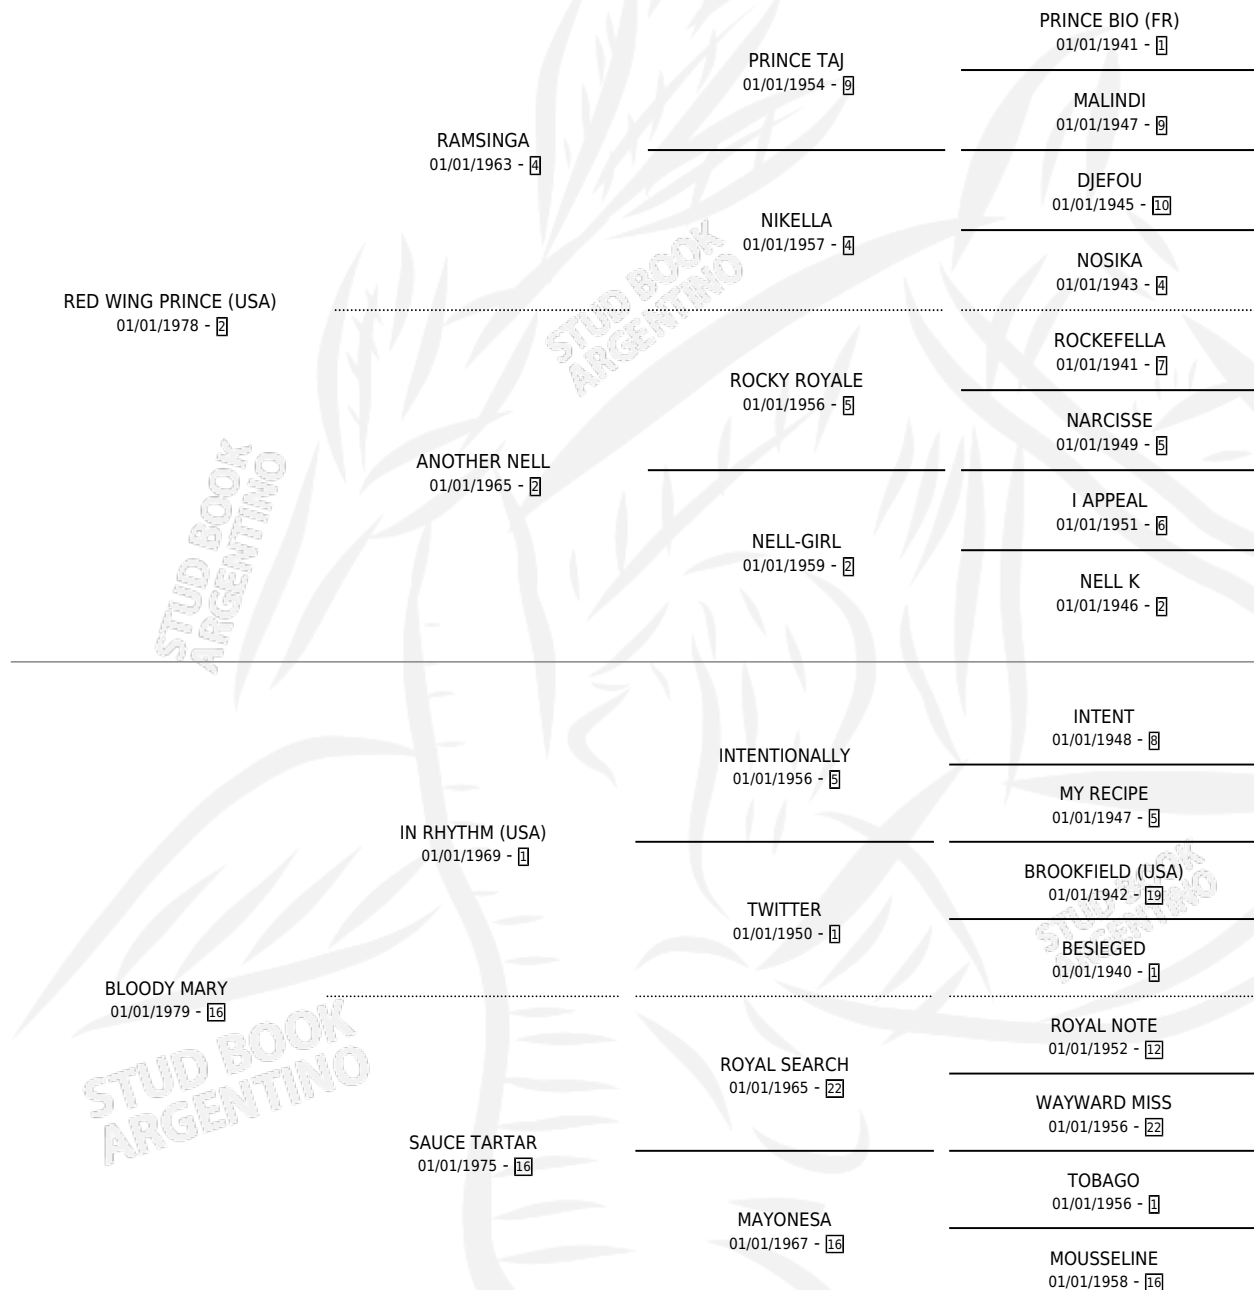 PRINCE BIO (FR)
01/01/1941 - 1
PRINCE TAJ
01/01/1954 - 9
MALINDI
01/01/1947 - 9
RAMSINGA
01/01/1963 - 4
DJEFOU
01/01/1945 - 10
NIKELLA
01/01/1957 - 4
NOSIKA
01/01/1943 - 4
RED WING PRINCE (USA)
01/01/1978 - 2
STUD BOOK
ARGENTINO
ROCKEFELLA
01/01/1941 - 7
ROCKY ROYALE
01/01/1956 - 5
NARCISSE
01/01/1949 - 5
ANOTHER NELL
01/01/1965 - 2
I APPEAL
01/01/1951 - 6
NELL-GIRL
01/01/1959 - 2
NELL K
01/01/1946 - 2
STUD BOOK
ARGENTINO
INTENT
01/01/1948 - 8
INTENTIONALLY
01/01/1956 - 5
MY RECIPE
01/01/1947 - 5
IN RHYTHM (USA)
01/01/1969 - 1
BROOKFIELD (USA)
01/01/1942 - 19
STUD BOOK
ARGENTINO
TWITTER
01/01/1950 - 1
BESIEGED
01/01/1940 - 1
BLOODY MARY
01/01/1979 - 16
STUD BOOK
ARGENTINO
ROYAL NOTE
01/01/1952 - 12
ROYAL SEARCH
01/01/1965 - 22
WAYWARD MISS
01/01/1956 - 22
SAUCE TARTAR
01/01/1975 - 16
TOBAGO
01/01/1956 - 1
MAYONESA
01/01/1967 - 16
MOUSSELINE
01/01/1958 - 16